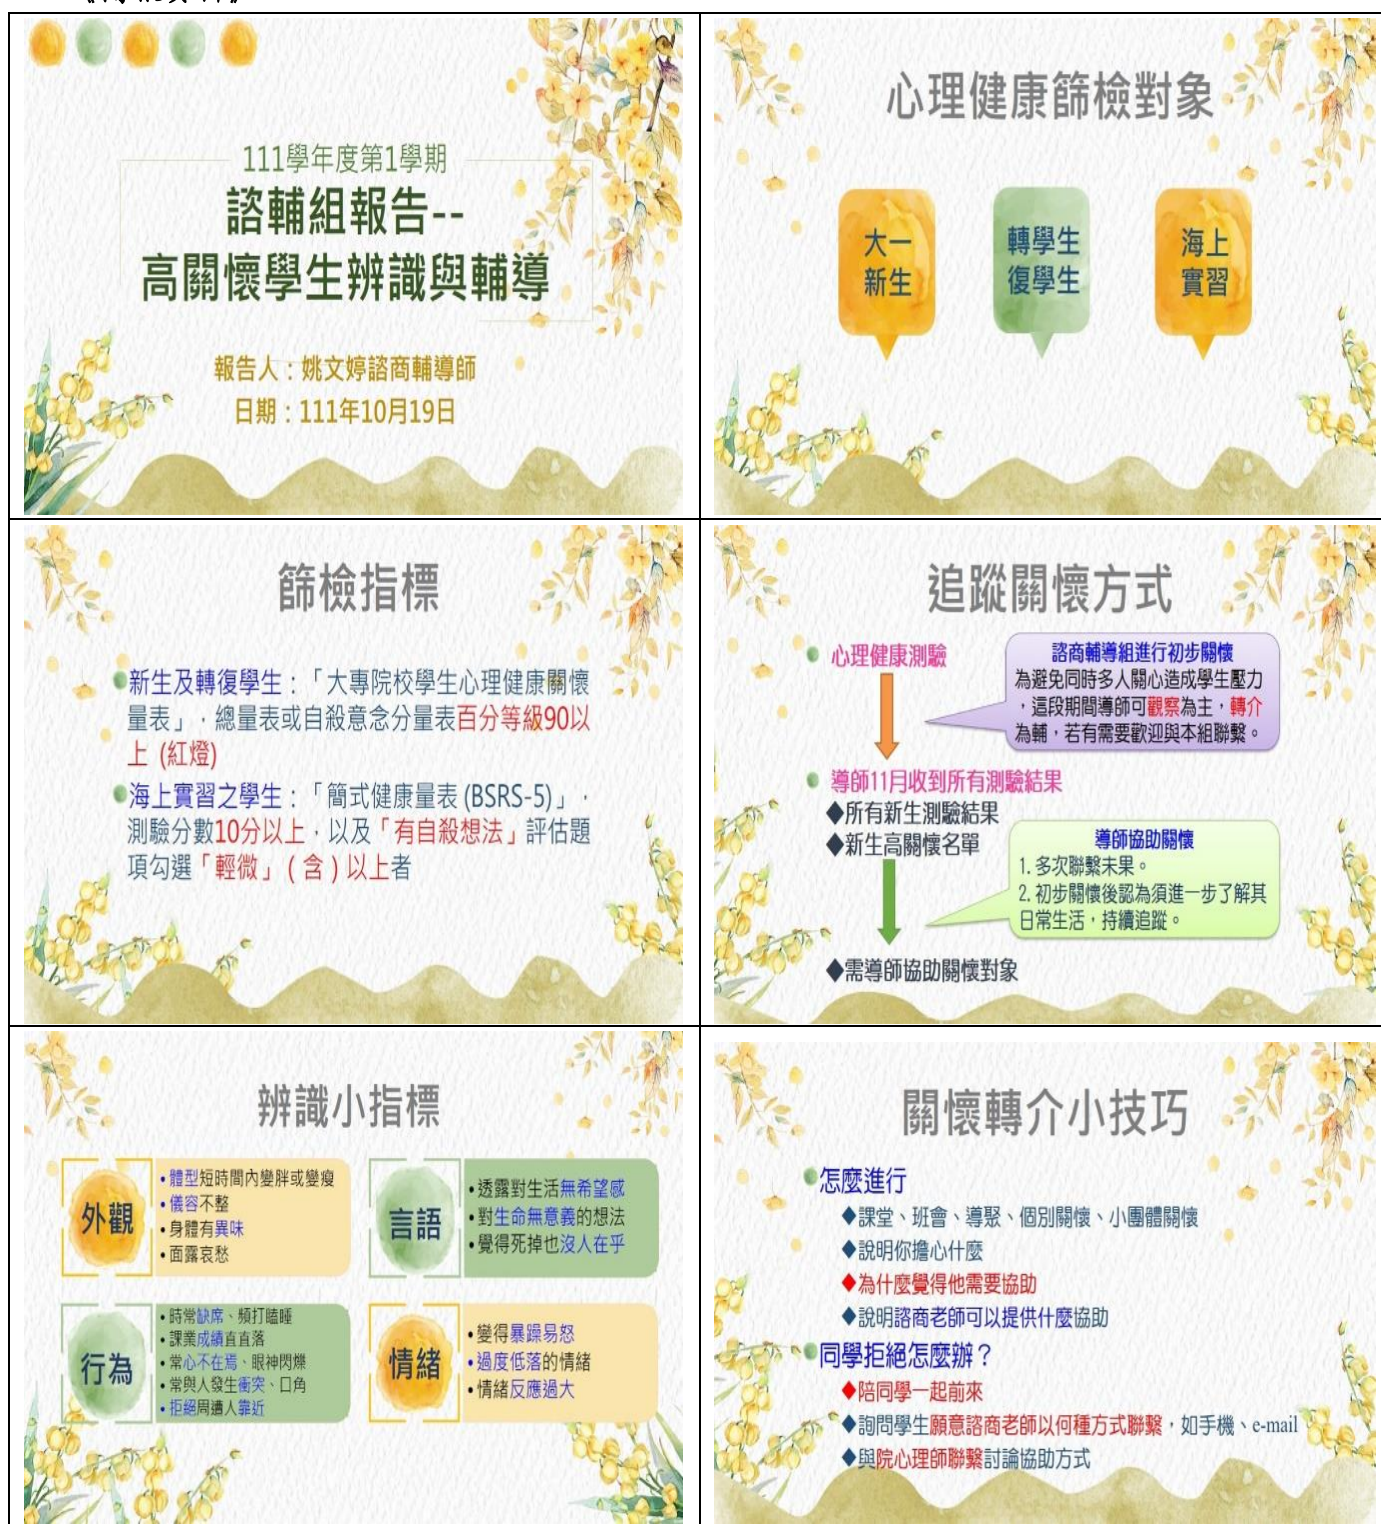 111學年度第1學期
諮輔組報告--
高關懷學生辨識與輔導
報告人：姚文婷諮商輔導師
日期：111年10月19日
心理健康篩檢對象
大一
新生
轉學生
復學生
海上
實習
篩檢指標
新生及轉復學生：「大專院校學生心理健康關懷
量表」，總量表或自殺意念分量表百分等級90以
上 (紅燈)
海上實習之學生：「簡式健康量表 (BSRS-5)」，
測驗分數10分以上，以及「有自殺想法」評估題
項勾選「輕微」( 含 ) 以上者
追蹤關懷方式
心理健康測驗
諮商輔導組進行初步關懷
為避免同時多人關心造成學生壓力
，這段期間導師可觀察為主，轉介
為輔，若有需要歡迎與本組聯繫。
導師11月收到所有測驗結果
◆所有新生測驗結果
◆新生高關懷名單
導師協助關懷
1. 多次聯繫未果。
2. 初步關懷後認為須進一步了解其
日常生活，持續追蹤。
◆需導師協助關懷對象
辨識小指標
外觀
• 體型短時間內變胖或變瘦
• 儀容不整
• 身體有異味
• 面露哀愁
言語
• 透露對生活無希望感
• 對生命無意義的想法
• 覺得死掉也沒人在乎
行為
• 時常缺席、頻打瞌睡
• 課業成績直直落
• 常心不在焉、眼神閃爍
• 常與人發生衝突、口角
• 拒絕周遭人靠近
情緒
• 變得暴躁易怒
• 過度低落的情緒
• 情緒反應過大
關懷轉介小技巧
怎麼進行
◆課堂、班會、導聚、個別關懷、小團體關懷
◆說明你擔心什麼
◆為什麼覺得他需要協助
◆說明諮商老師可以提供什麼協助
同學拒絕怎麼辦？
◆陪同學一起前來
◆詢問學生願意諮商老師以何種方式聯繫，如手機、e-mail
◆與院心理師聯繫討論協助方式